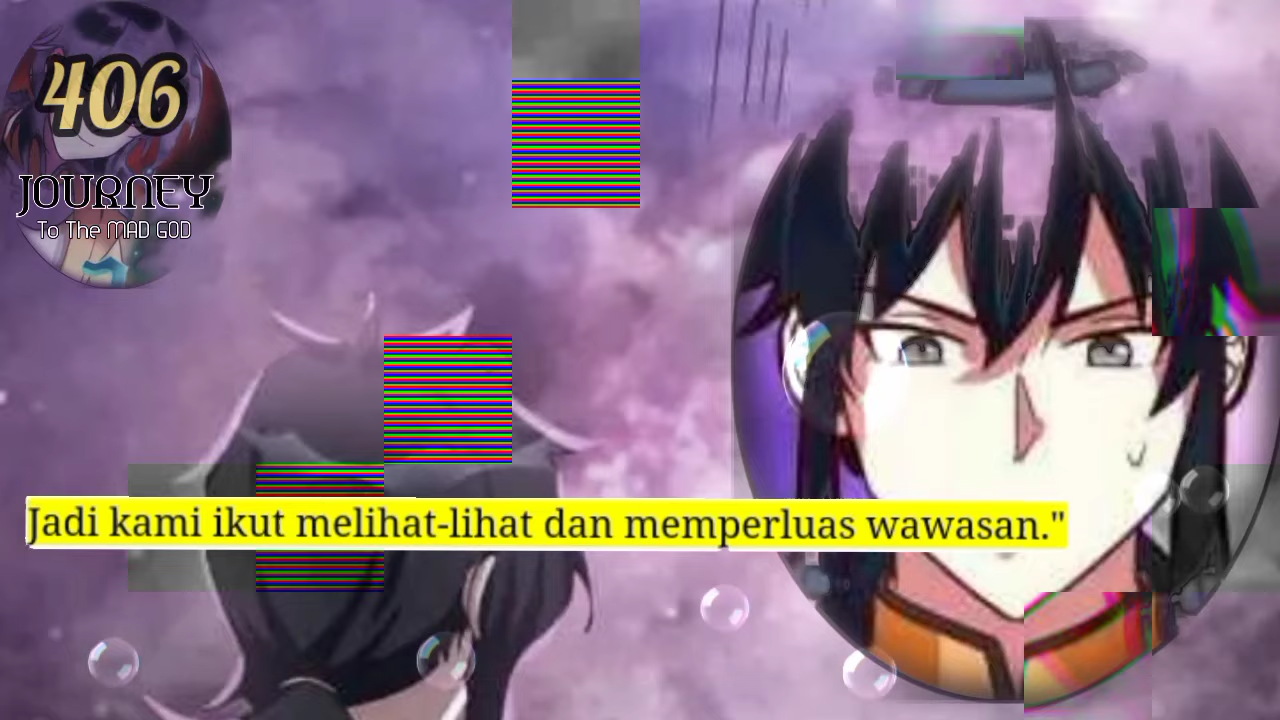 406
JOURNEY
To The MAD GOD
Jadi kami ikut melihat-lihat dan memperluas wawasan."